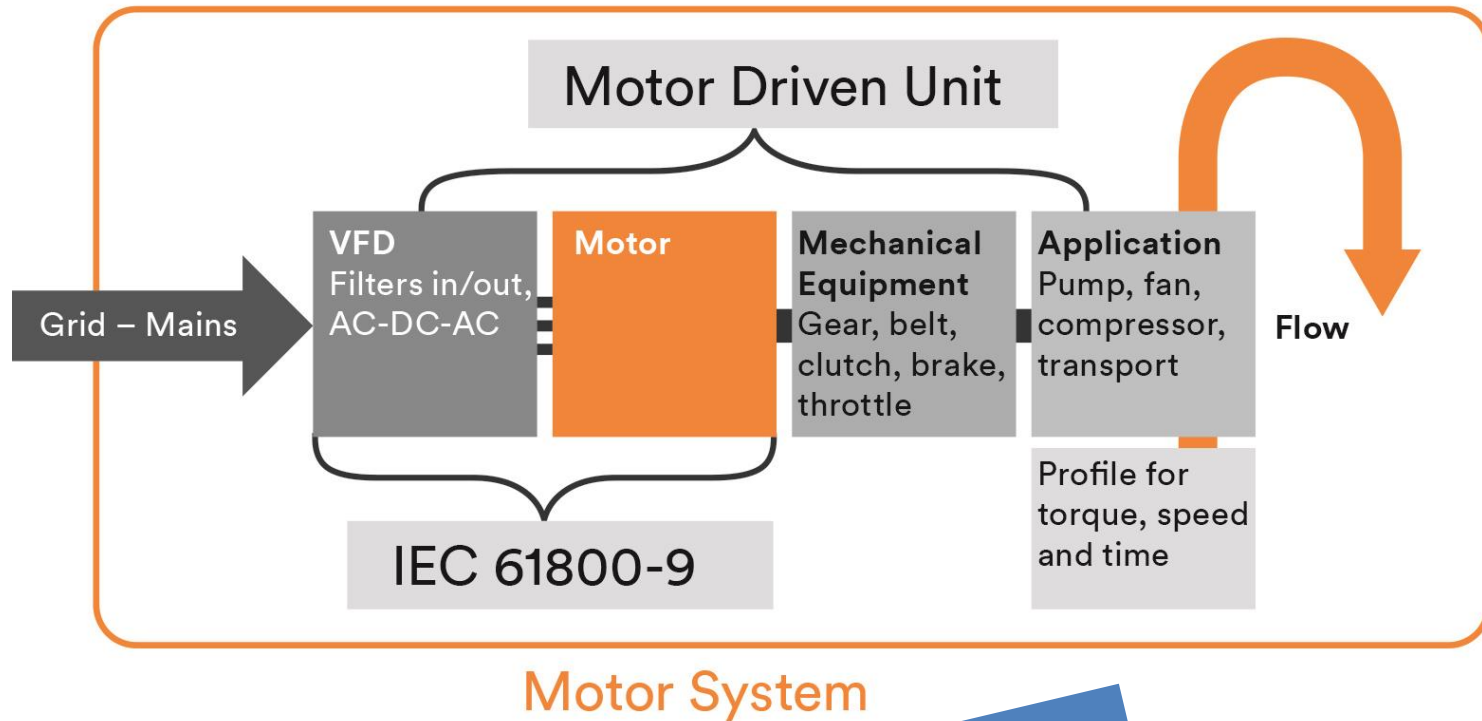 Motor Driven Unit
Grid – Mains
VFD
Filters in/out,
AC-DC-AC
Motor
Mechanical
Equipment
Gear, belt,
clutch, brake,
throttle
Application
Pump, fan,
compressor,
transport
Flow
Profile for
torque, speed
and time
IEC 61800-9
Motor System